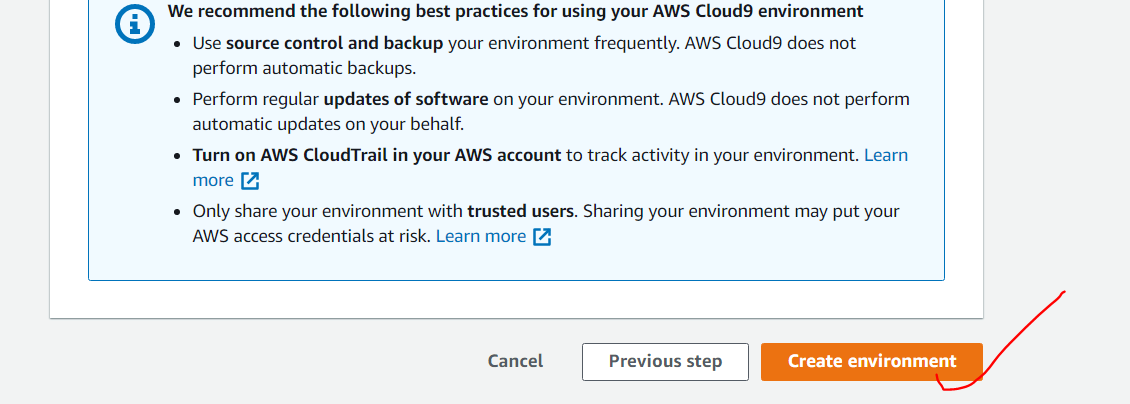 We recommend the following best practices for using your AWS Cloud9 environment
• Use source control and backup your environment frequently. AWS Cloud9 does not
perform automatic backups.
• Perform regular updates of software on your environment. AWS Cloud9 does not perform
automatic updates on your behalf.
• Turn on AWS CloudTrail in your AWS account to track activity in your environment. Learn
more
• Only share your environment with trusted users. Sharing your environment may put your
AWS access credentials at risk. Learn more
Cancel Previous step Create environment